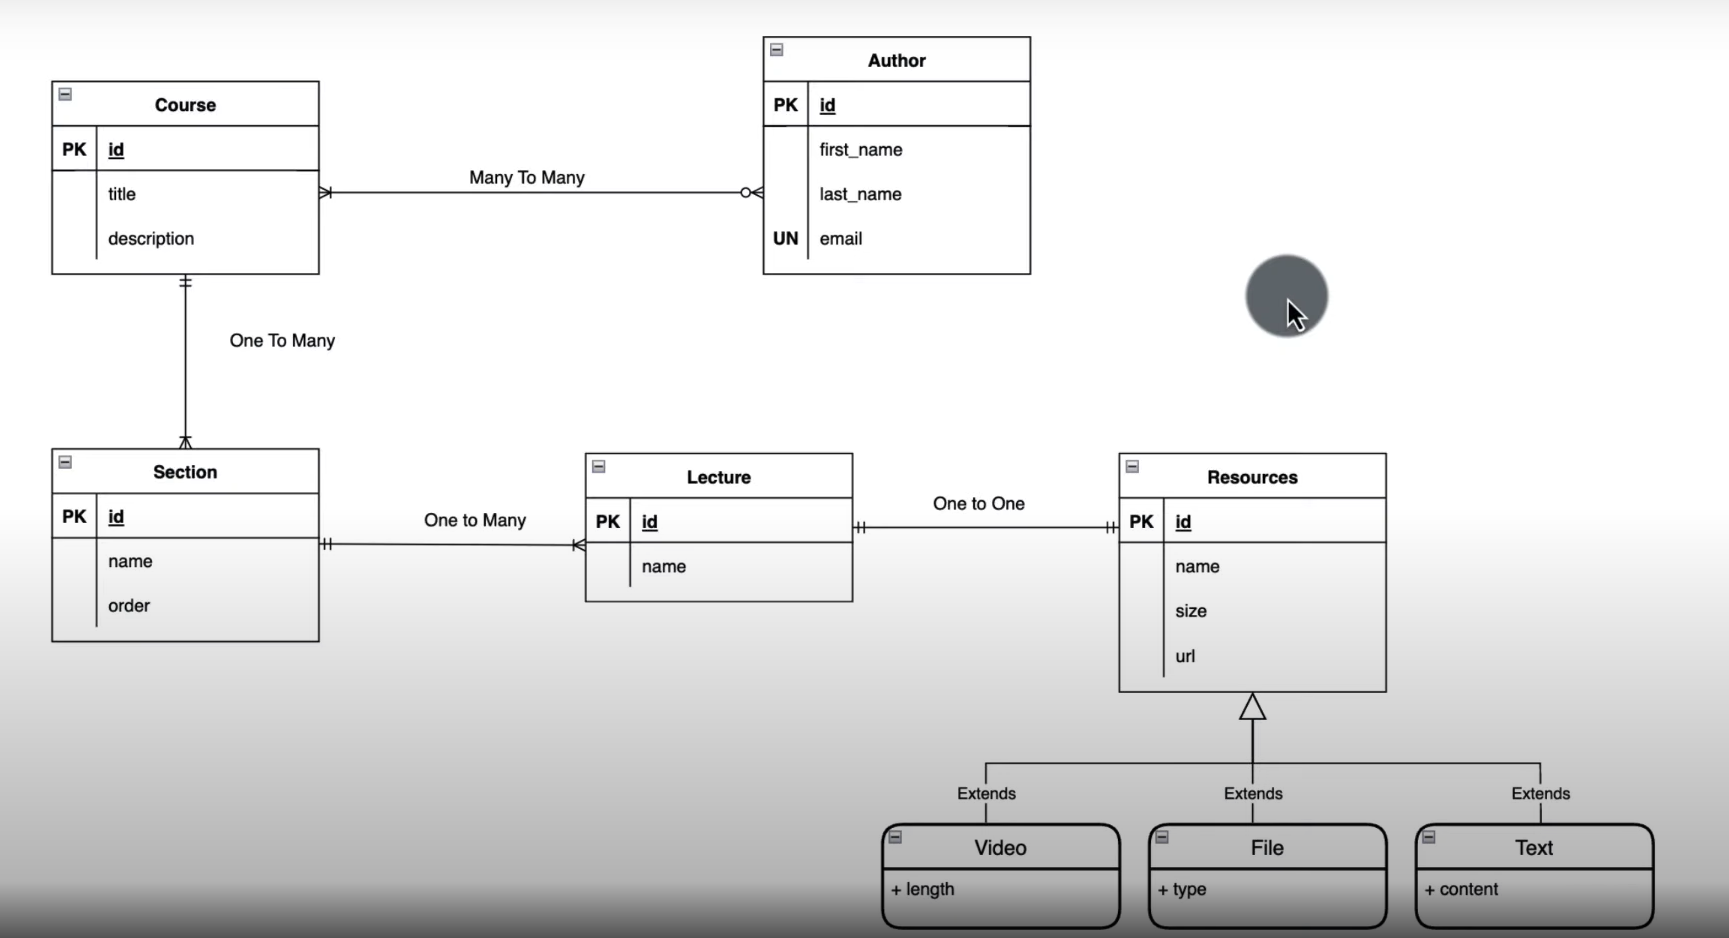 Course
PK id
title
description
Many To Many
Author
PK id
first_name
last_name
UN email
One To Many
Section
PK id
name
order
One to Many
Lecture
PK id
name
One to One
Resources
PK id
name
size
url
Extends
Extends
Extends
Video
+ length
File
+ type
Text
+ content